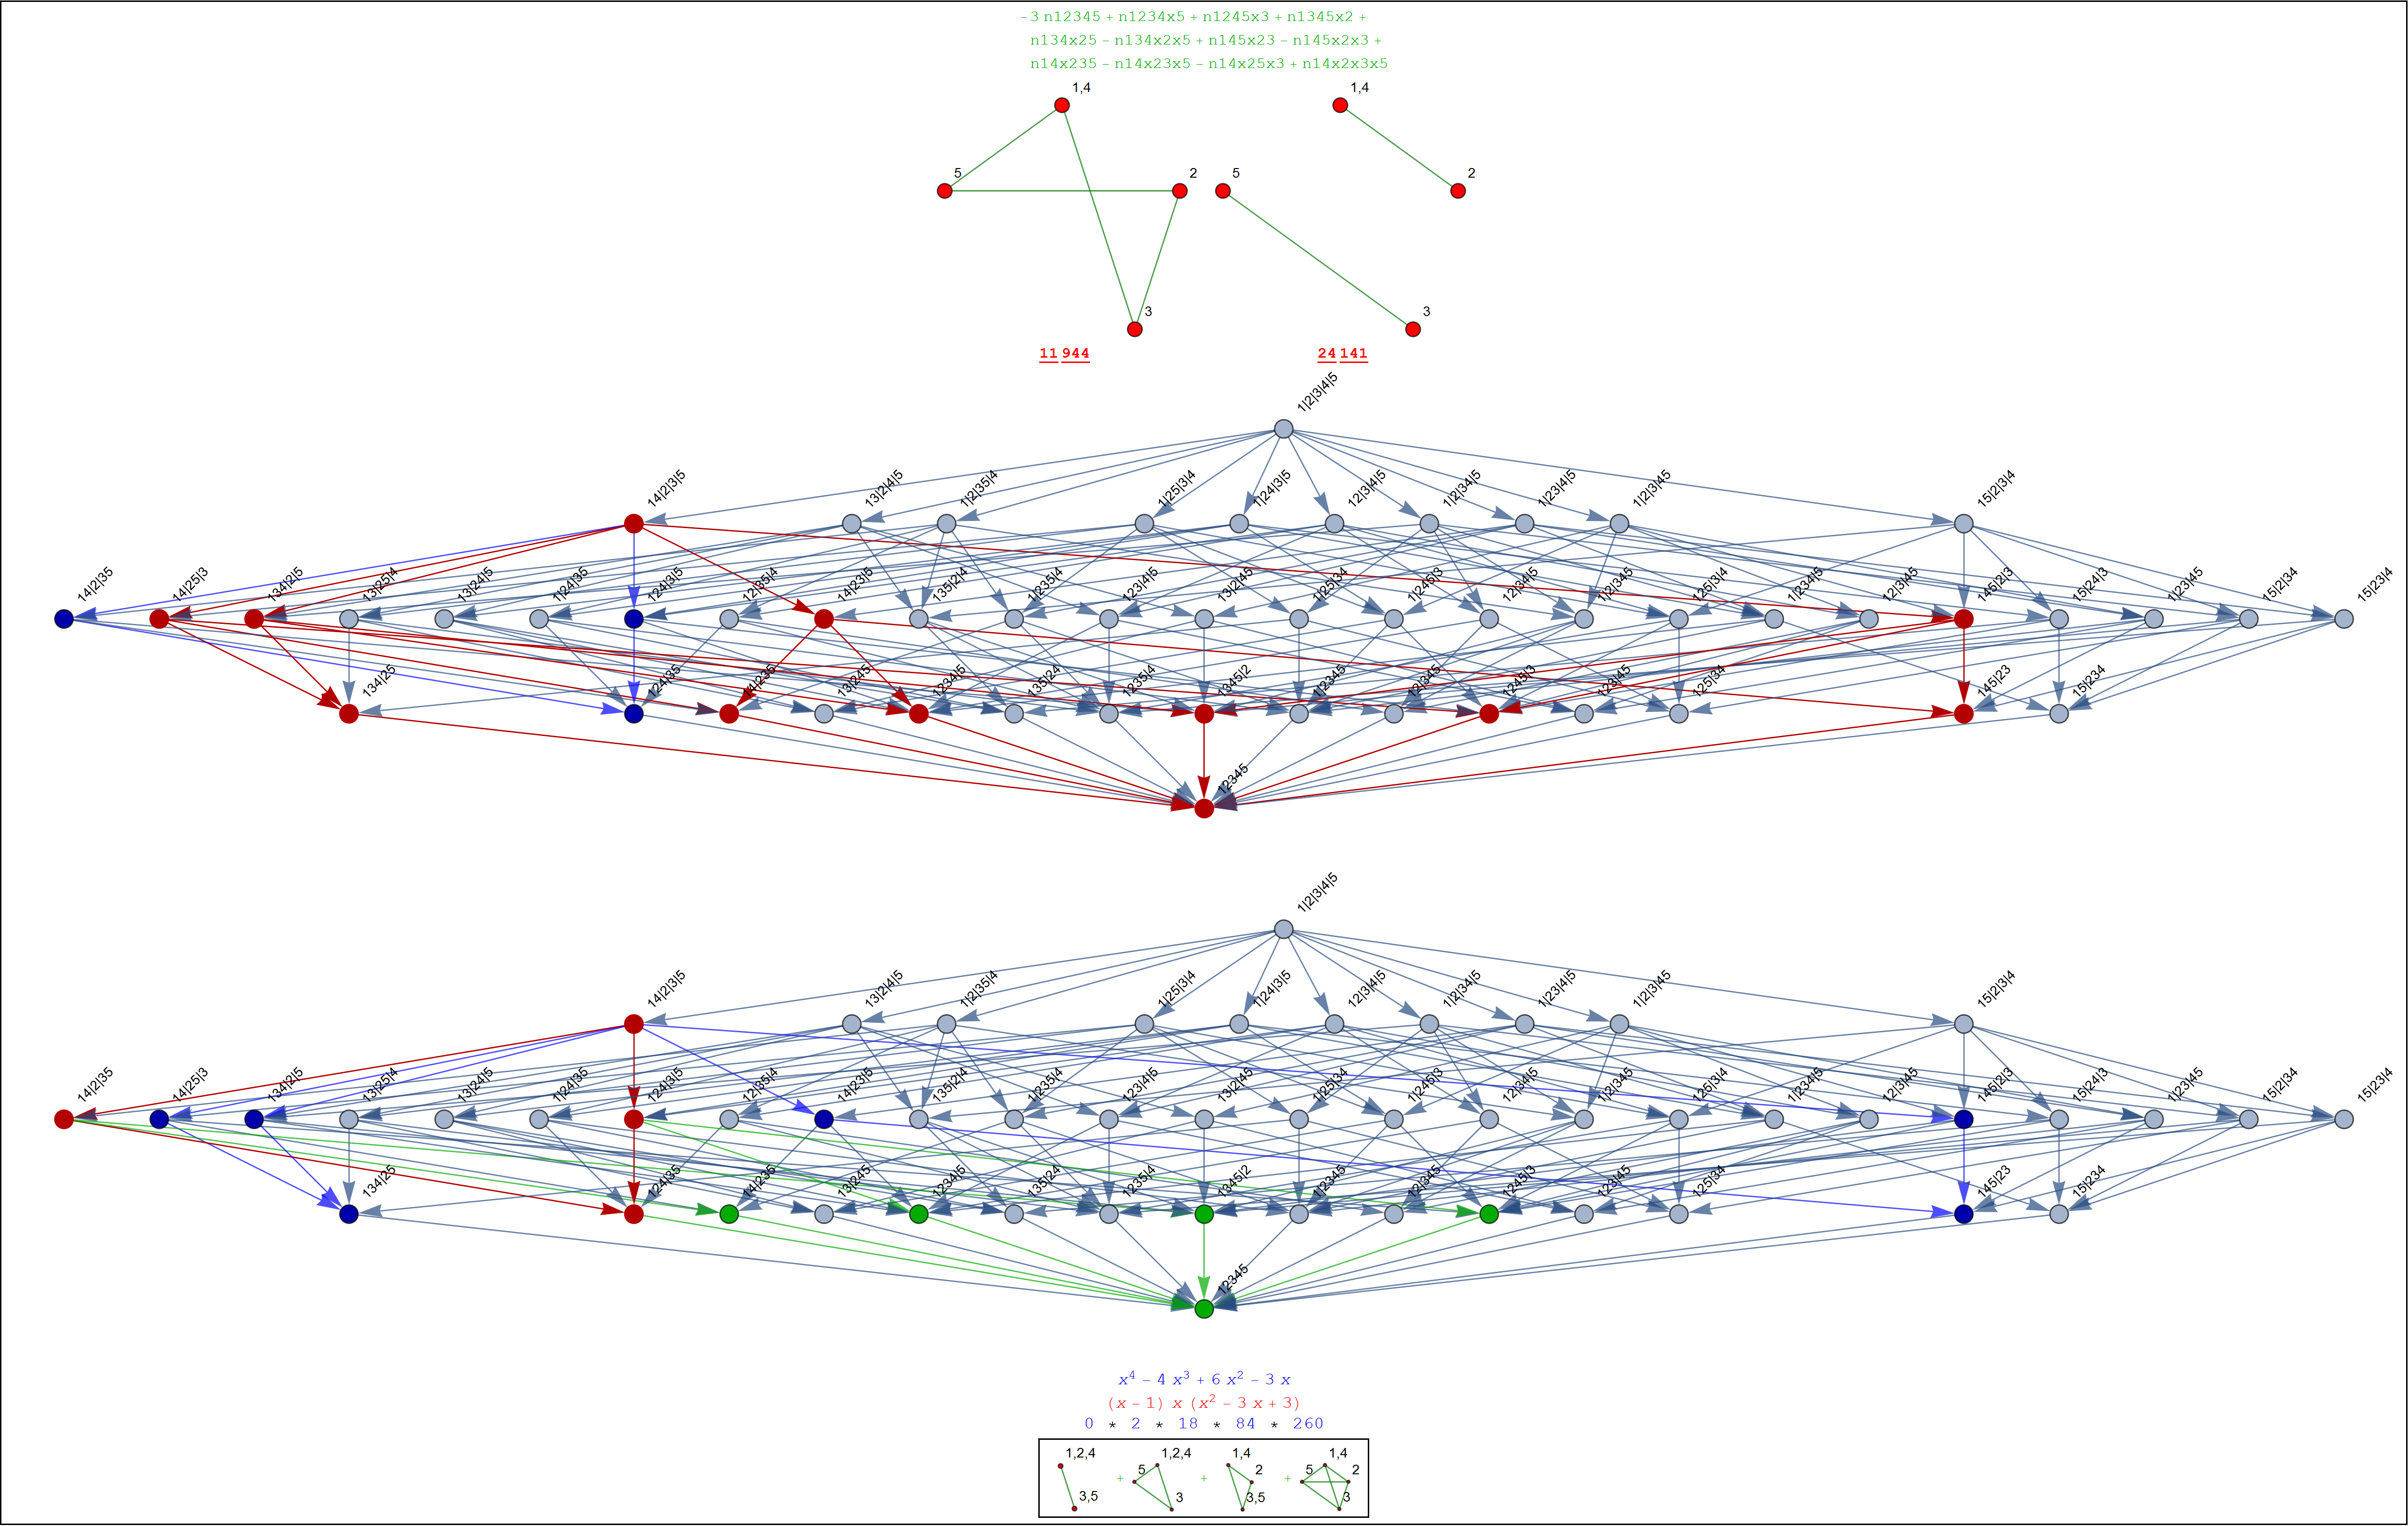 −3 n12345 + n1234x5 + n1245x3 + n1345x2 +
n134x25 − n134x2x5 + n145x23 − n145x2x3 +
n14x235 − n14x23x5 − n14x25x3 + n14x2x3x5
1,4 1,4
5 2 5 2
3 3
11 944 24 141
1|2|3|4|5
14|2|3|5 13|2|4|5 1|2|35|4 1|25|3|4 1|24|3|5 12|3|4|5 1|2|34|5 1|23|4|5 1|2|3|45 15|2|3|4
14|2|35 14|25|3 134|2|5 13|25|4 13|24|5 1|24|35 124|3|5 12|35|4 14|23|5 135|2|4 1|235|4 123|4|5 13|2|45 1|25|34 1|245|3 12|34|5 1|2|345 125|3|4 1|234|5 12|3|45 145|2|3 15|24|3 1|23|45 15|2|34 15|23|4
134|25 124|35 14|235 13|245 1234|5 135|24 1235|4 1345|2 1|2345 12|345 1245|3 123|45 125|34 145|23 15|234
12345
1|2|3|4|5
14|2|3|5 13|2|4|5 1|2|35|4 1|25|3|4 1|24|3|5 12|3|4|5 1|2|34|5 1|23|4|5 1|2|3|45 15|2|3|4
14|2|35 14|25|3 134|2|5 13|25|4 13|24|5 1|24|35 124|3|5 12|35|4 14|23|5 135|2|4 1|235|4 123|4|5 13|2|45 1|25|34 1|245|3 12|34|5 1|2|345 125|3|4 1|234|5 12|3|45 145|2|3 15|24|3 1|23|45 15|2|34 15|23|4
134|25 124|35 14|235 13|245 1234|5 135|24 1235|4 1345|2 1|2345 12|345 1245|3 123|45 125|34 145|23 15|234
12345
x⁴ − 4 x³ + 6 x² − 3 x
(x − 1) x (x² − 3 x + 3)
0 * 2 * 18 * 84 * 260
1,2,4 1,2,4 1,4 1,4
+ 5 + 2 + 5 2
3,5 3 3,5 3